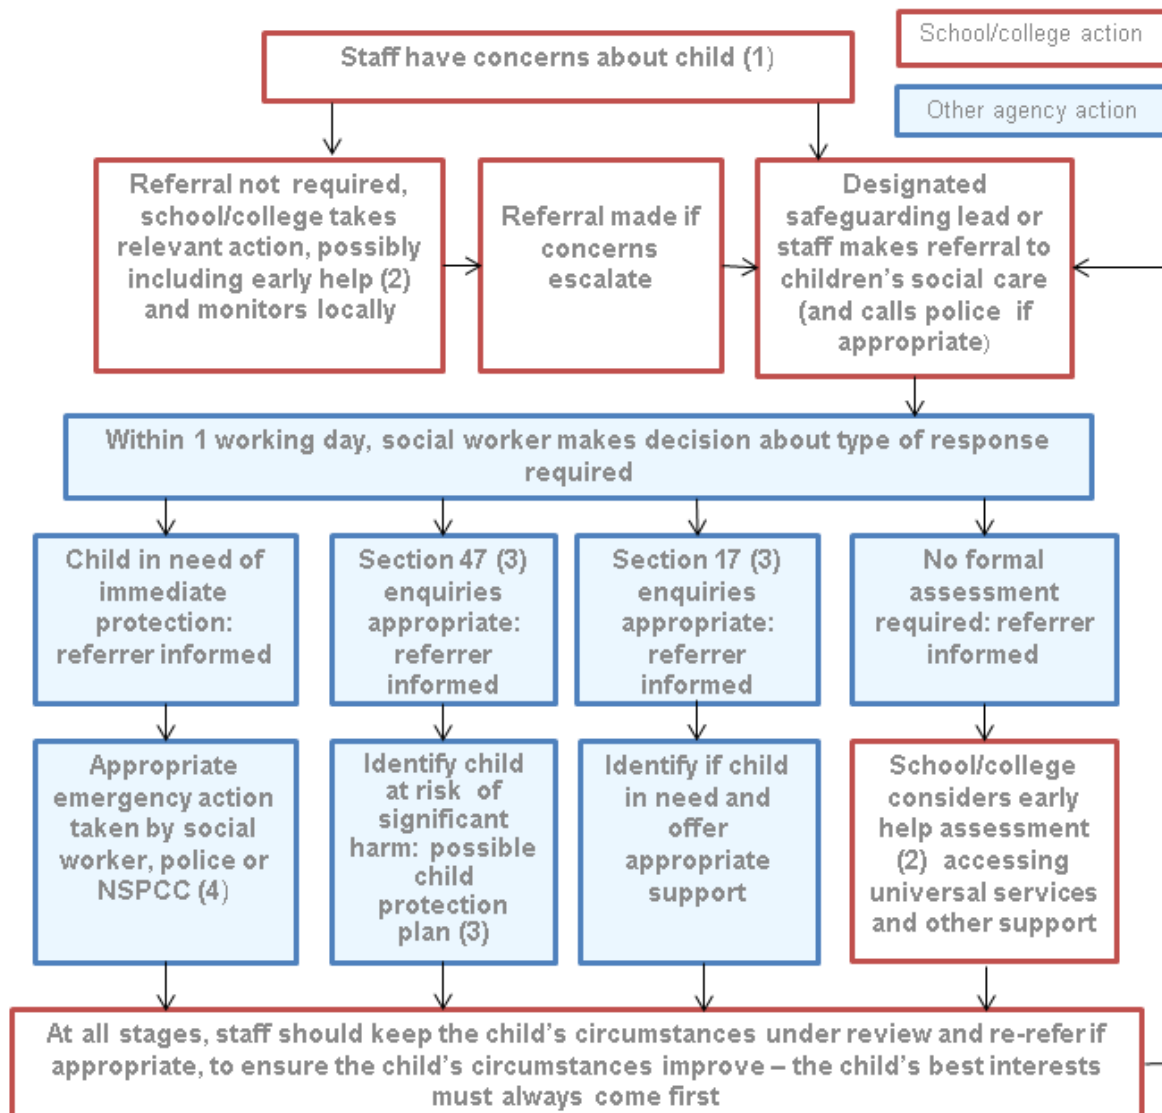 School/college action
Staff have concerns about child (1)
Other agency action
Referral not required,
school/college takes
relevant action, possibly
including early help (2)
and monitors locally
Referral made if
concerns
escalate
Designated
safeguarding lead or
staff makes referral to
children's social care
(and calls police if
appropriate)
Within 1 working day, social worker makes decision about type of response
required
Child in need of
immediate
protection:
referrer informed
Section 47 (3)
enquiries
appropriate:
referrer
informed
Section 17 (3)
enquiries
appropriate:
referrer
informed
No formal
assessment
required: referrer
informed
Appropriate
emergency action
taken by social
worker, police or
NSPCC (4)
Identify child
at risk of
significant
harm: possible
child
protection
plan (3)
Identify if child
in need and
offer
appropriate
support
School/college
considers early
help assessment
(2) accessing
universal services
and other support
At all stages, staff should keep the child's circumstances under review and re-refer if
appropriate, to ensure the child's circumstances improve – the child's best interests
must always come first